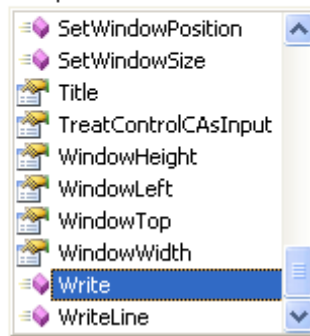 SetWindowPosition
SetWindowSize
Title
TreatControlCAsInput
WindowHeight
WindowLeft
WindowTop
WindowWidth
Write
WriteLine